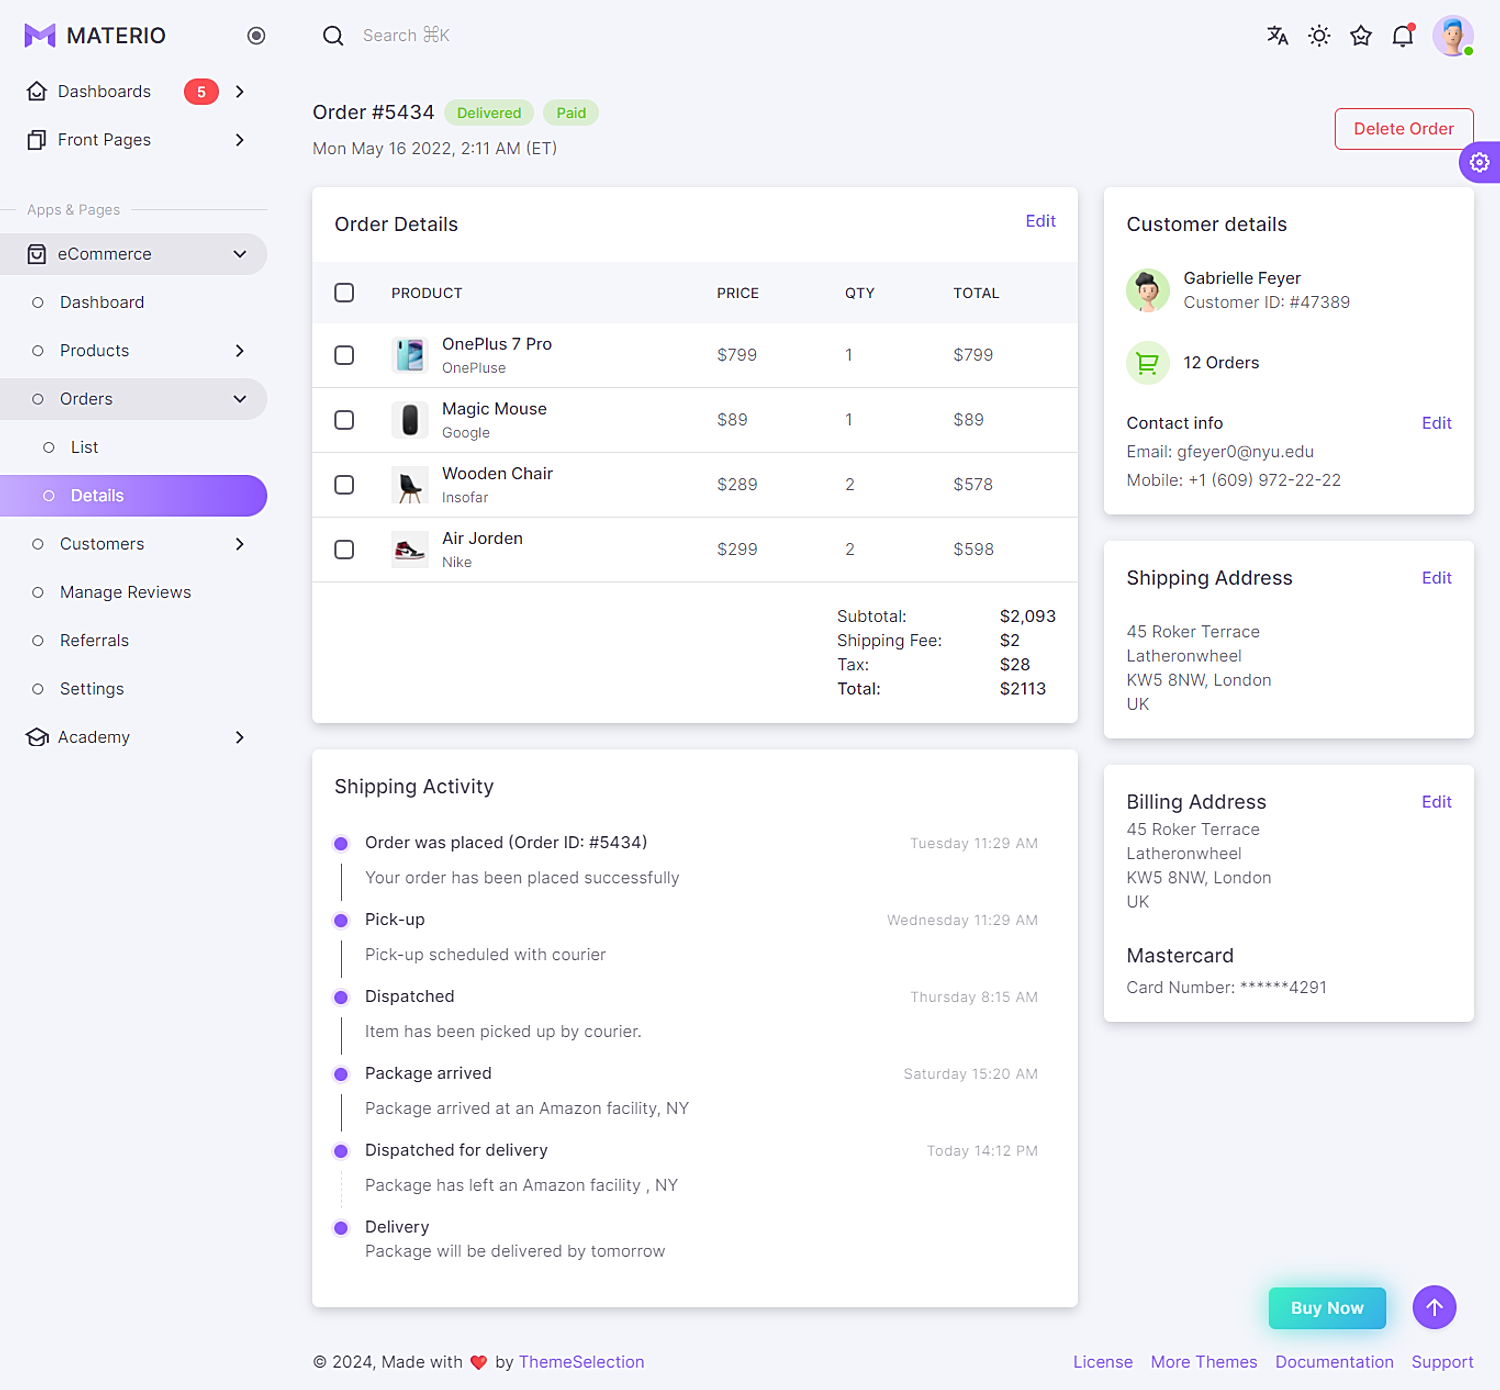 MATERIO
Search ⌘K
Dashboards 5
Front Pages
Apps & Pages
eCommerce
Dashboard
Products
Orders
List
Details
Customers
Manage Reviews
Referrals
Settings
Academy
Order #5434 Delivered Paid
Mon May 16 2022, 2:11 AM (ET)
Delete Order
Order Details Edit
PRODUCT PRICE QTY TOTAL
OnePlus 7 Pro
OnePluse
$799 1 $799
Magic Mouse
Google
$89 1 $89
Wooden Chair
Insofar
$289 2 $578
Air Jorden
Nike
$299 2 $598
Subtotal: $2,093
Shipping Fee: $2
Tax: $28
Total: $2113
Shipping Activity
Order was placed (Order ID: #5434) Tuesday 11:29 AM
Your order has been placed successfully
Pick-up Wednesday 11:29 AM
Pick-up scheduled with courier
Dispatched Thursday 8:15 AM
Item has been picked up by courier.
Package arrived Saturday 15:20 AM
Package arrived at an Amazon facility, NY
Dispatched for delivery Today 14:12 PM
Package has left an Amazon facility , NY
Delivery
Package will be delivered by tomorrow
Customer details
Gabrielle Feyer
Customer ID: #47389
12 Orders
Contact info Edit
Email: gfeyer0@nyu.edu
Mobile: +1 (609) 972-22-22
Shipping Address Edit
45 Roker Terrace
Latheronwheel
KW5 8NW, London
UK
Billing Address Edit
45 Roker Terrace
Latheronwheel
KW5 8NW, London
UK
Mastercard
Card Number: ******4291
Buy Now
© 2024, Made with ❤️ by ThemeSelection
License More Themes Documentation Support